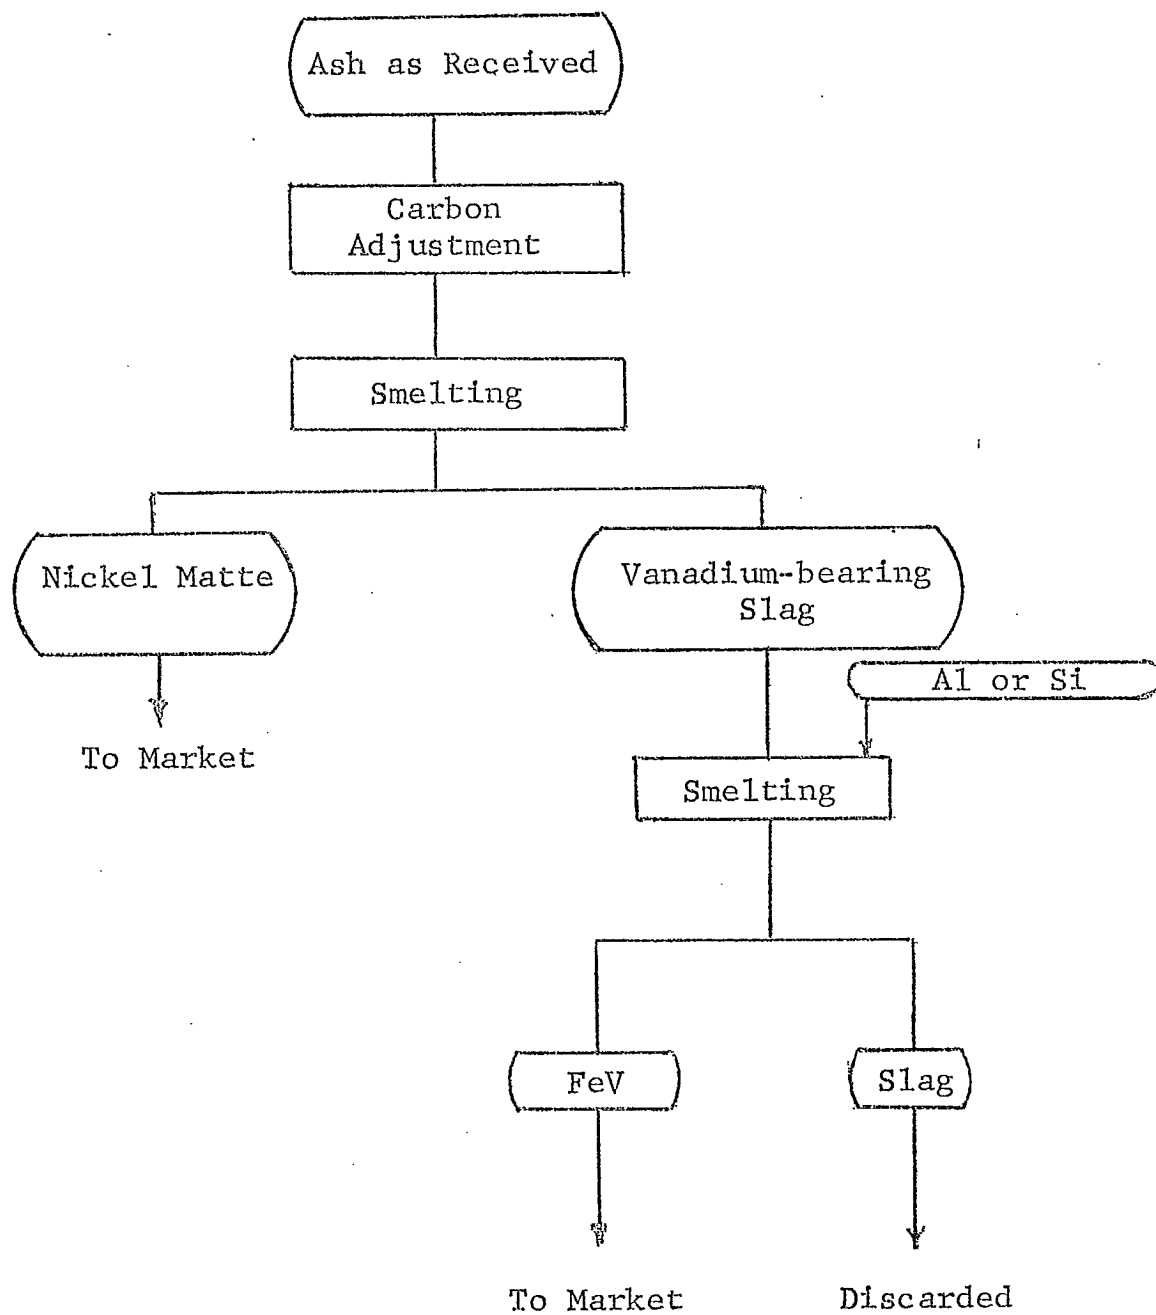 Ash as Received
Carbon
Adjustment
Smelting
Nickel Matte
Vanadium-bearing
Slag
Al or Si
To Market
Smelting
FeV
Slag
To Market
Discarded